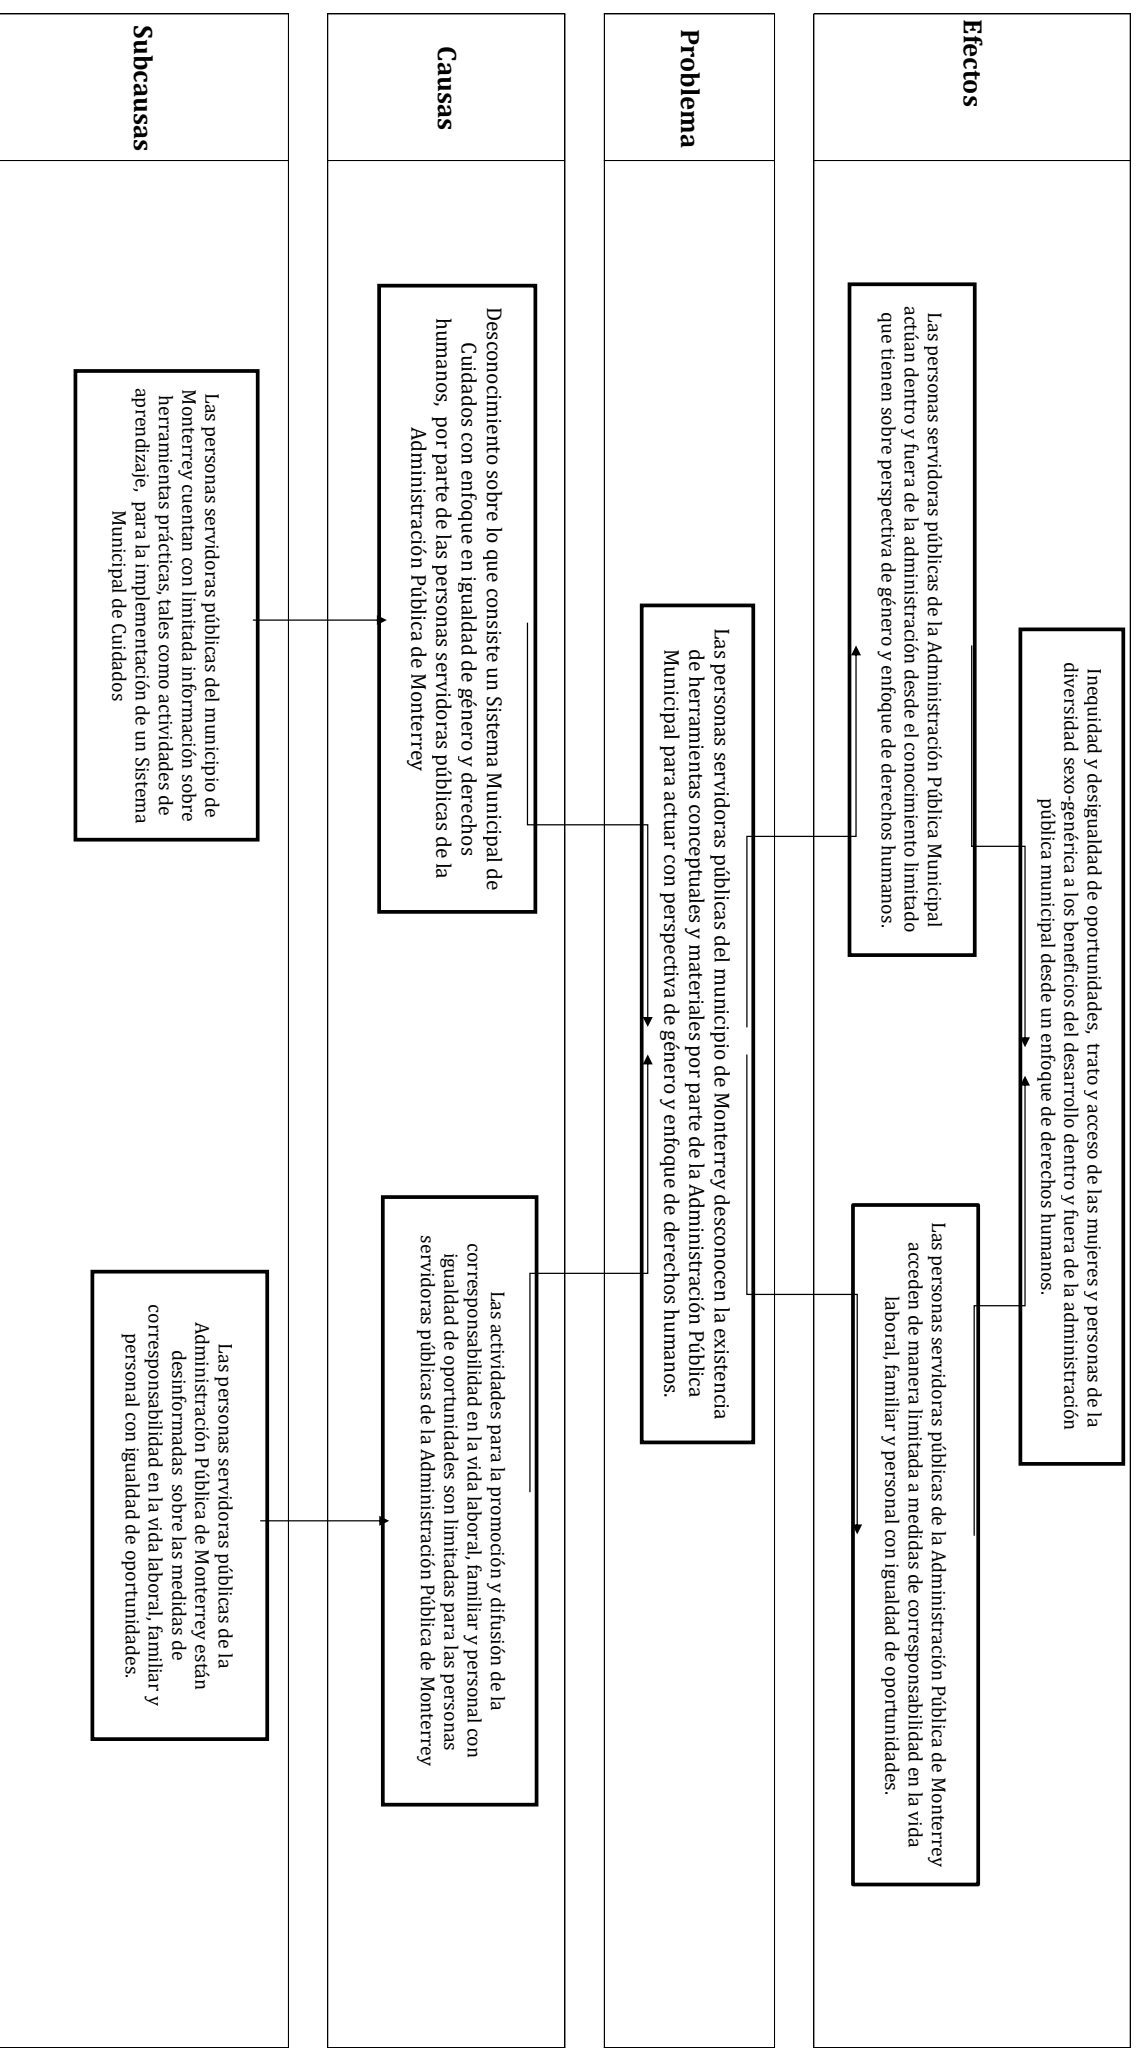 Efectos
Inequidad y desigualdad de oportunidades, trato y acceso de las mujeres y personas de la
diversidad sexo-genérica a los beneficios del desarrollo dentro y fuera de la administración
pública municipal desde un enfoque de derechos humanos.
Las personas servidoras públicas de la Administración Pública Municipal
actúan dentro y fuera de la administración desde el conocimiento limitado
que tienen sobre perspectiva de género y enfoque de derechos humanos.
Las personas servidoras públicas de la Administración Pública de Monterrey
acceden de manera limitada a medidas de corresponsabilidad en la vida
laboral, familiar y personal con igualdad de oportunidades.
Problema
Las personas servidoras públicas del municipio de Monterrey desconocen la existencia
de herramientas conceptuales y materiales por parte de la Administración Pública
Municipal para actuar con perspectiva de género y enfoque de derechos humanos.
Causas
Desconocimiento sobre lo que consiste un Sistema Municipal de
Cuidados con enfoque en igualdad de género y derechos
humanos, por parte de las personas servidoras públicas de la
Administración Pública de Monterrey
Las actividades para la promoción y difusión de la
corresponsabilidad en la vida laboral, familiar y personal con
igualdad de oportunidades son limitadas para las personas
servidoras públicas de la Administración Pública de Monterrey
Subcausas
Las personas servidoras públicas del municipio de
Monterrey cuentan con limitada información sobre
herramientas prácticas, tales como actividades de
aprendizaje, para la implementación de un Sistema
Municipal de Cuidados
Las personas servidoras públicas de la
Administración Pública de Monterrey están
desinformadas sobre las medidas de
corresponsabilidad en la vida laboral, familiar y
personal con igualdad de oportunidades.